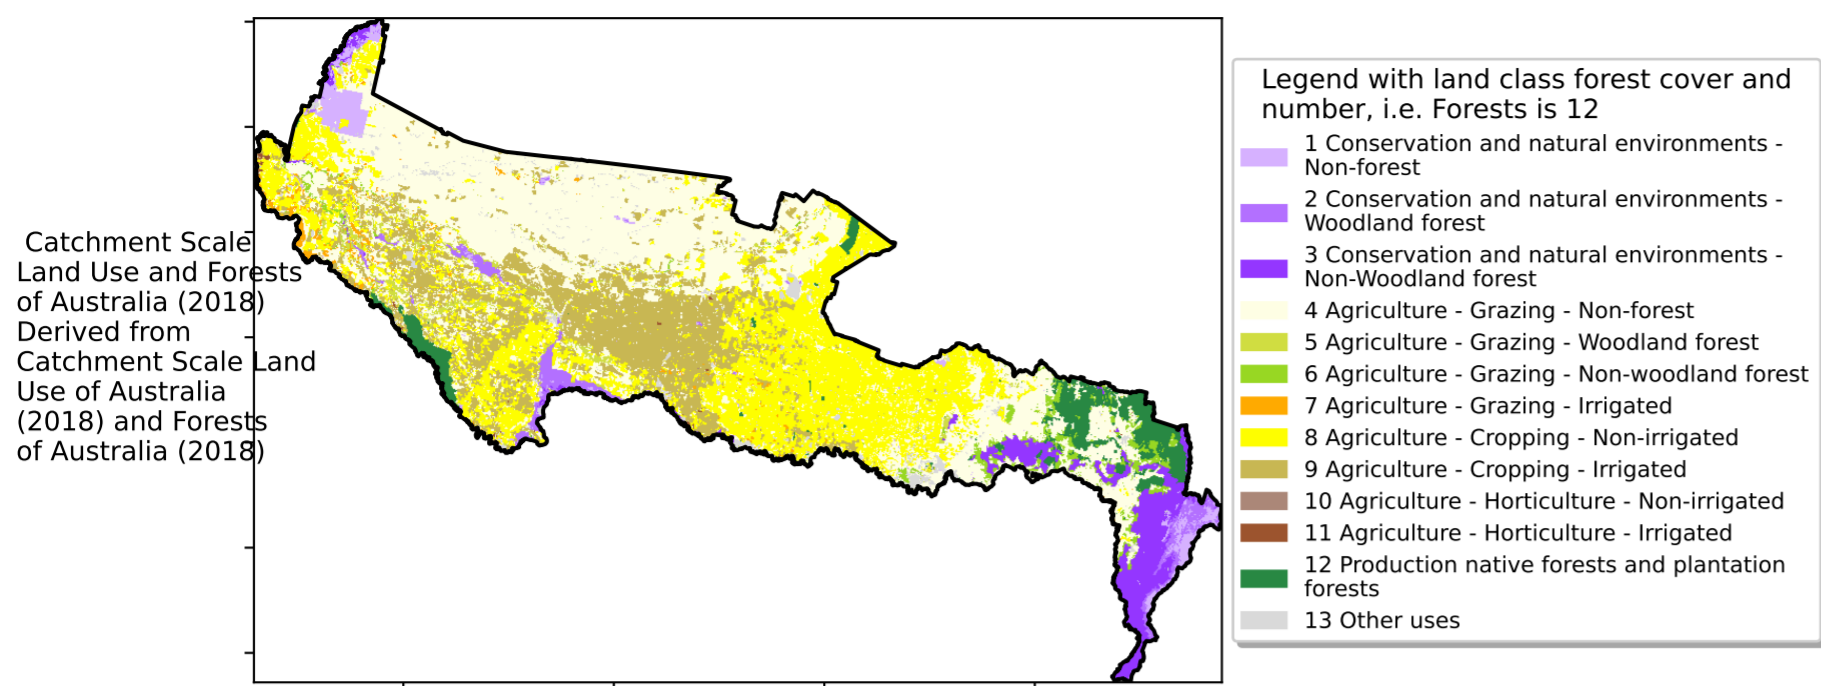 Catchment Scale
Land Use and Forests
of Australia (2018)
Derived from
Catchment Scale Land
Use of Australia
(2018) and Forests
of Australia (2018)
Legend with land class forest cover and
number, i.e. Forests is 12
1 Conservation and natural environments -
Non-forest
2 Conservation and natural environments -
Woodland forest
3 Conservation and natural environments -
Non-Woodland forest
4 Agriculture - Grazing - Non-forest
5 Agriculture - Grazing - Woodland forest
6 Agriculture - Grazing - Non-woodland forest
7 Agriculture - Grazing - Irrigated
8 Agriculture - Cropping - Non-irrigated
9 Agriculture - Cropping - Irrigated
10 Agriculture - Horticulture - Non-irrigated
11 Agriculture - Horticulture - Irrigated
12 Production native forests and plantation
forests
13 Other uses